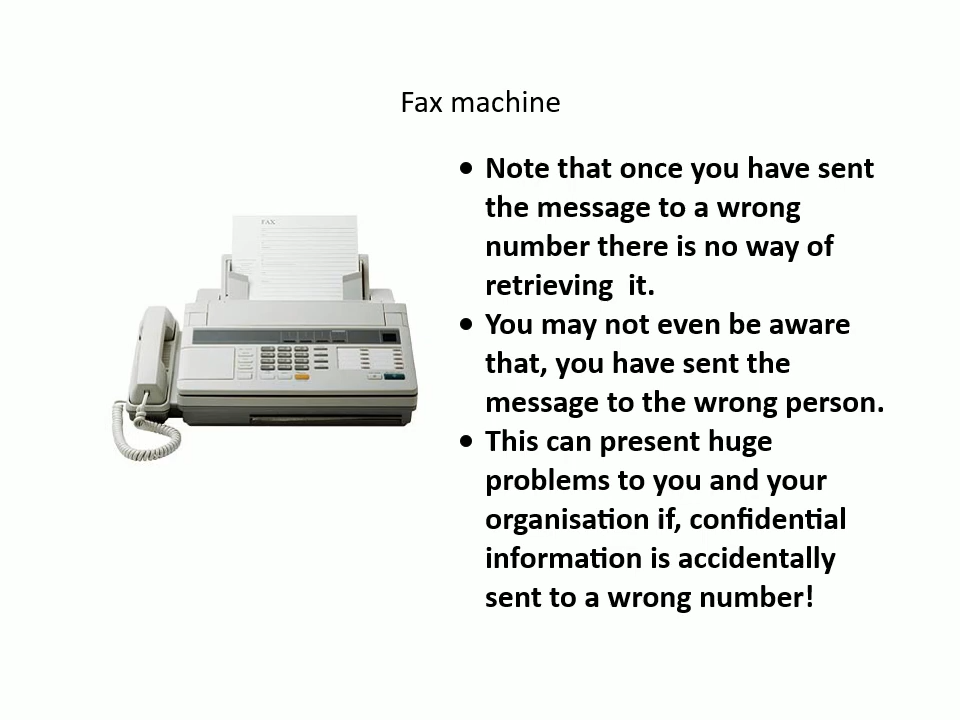 Fax machine
FAX
• Note that once you have sent
the message to a wrong
number there is no way of
retrieving  it.
• You may not even be aware
that, you have sent the
message to the wrong person.
• This can present huge
problems to you and your
organisation if, confidential
information is accidentally
sent to a wrong number!